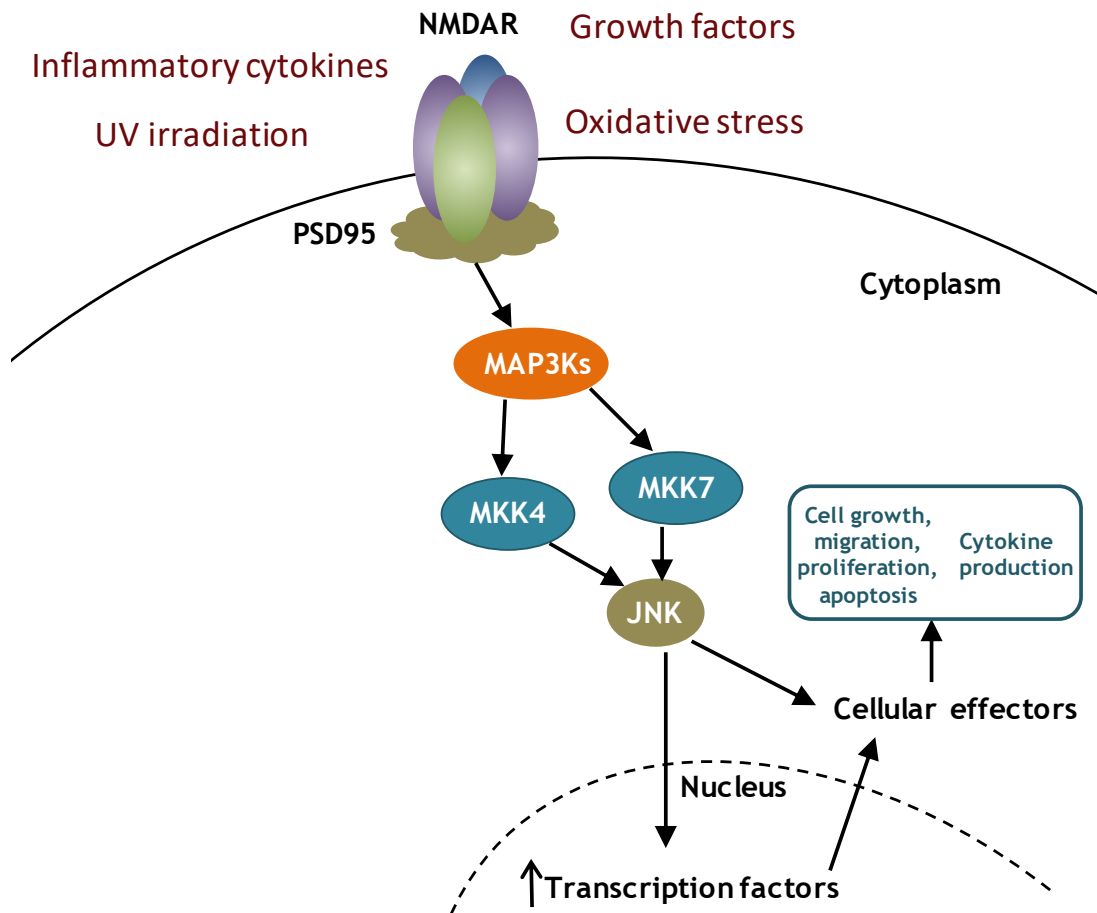 NMDAR
Growth factors
Inflammatory cytokines
UV irradiation
Oxidative stress
PSD95
Cytoplasm
MAP3Ks
MKK7
MKK4
Cell growth,
migration,
proliferation,
apoptosis
Cytokine
production
JNK
Cellular effectors
Nucleus
Transcription factors